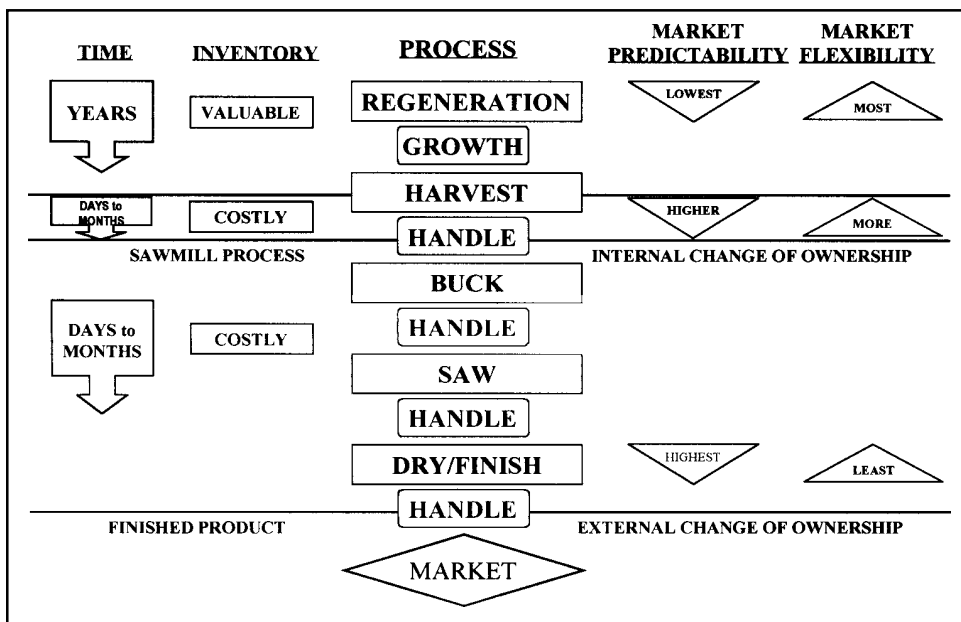 TIME
INVENTORY
PROCESS
MARKET
PREDICTABILITY
MARKET
FLEXIBILITY
YEARS
VALUABLE
REGENERATION
LOWEST
MOST
GROWTH
HARVEST
DAYS to
MONTHS
COSTLY
HIGHER
MORE
HANDLE
SAWMILL PROCESS
INTERNAL CHANGE OF OWNERSHIP
BUCK
DAYS to
MONTHS
COSTLY
HANDLE
SAW
HANDLE
DRY/FINISH
HIGHEST
LEAST
HANDLE
FINISHED PRODUCT
EXTERNAL CHANGE OF OWNERSHIP
MARKET